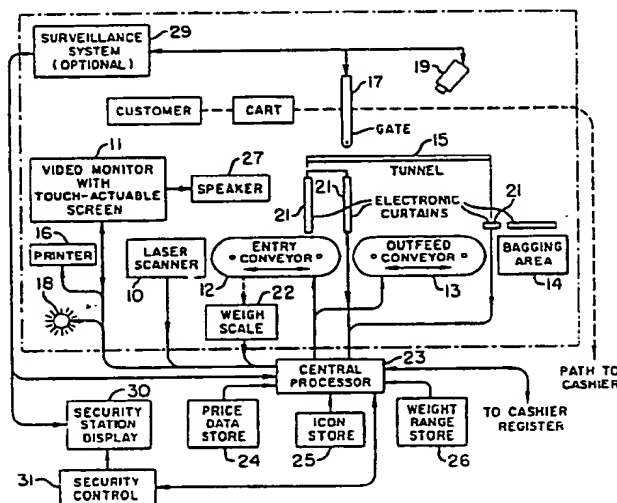 SURVEILLANCE
SYSTEM
(OPTIONAL)
29
CUSTOMER
CART
17
19
GATE
11
VIDEO MONITOR
WITH
TOUCH-ACTUABLE
SCREEN
27
SPEAKER
15
TUNNEL
21
21
ELECTRONIC
CURTAINS
21
16
PRINTER
18
LASER
SCANNER
10
ENTRY
CONVEYOR
12
OUTFEED
CONVEYOR
13
BAGGING
AREA
14
22
WEIGH
SCALE
23
CENTRAL
PROCESSOR
PATH TO
CASHIER
TO CASHIER
REGISTER
30
SECURITY
STATION
DISPLAY
PRICE
DATA
STORE
24
ICON
STORE
25
WEIGHT
RANGE
STORE
26
31
SECURITY
CONTROL